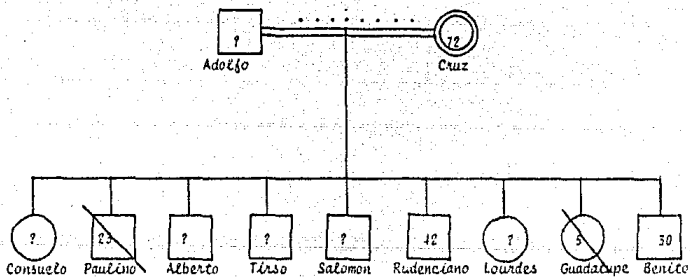 ? 72
Adolfo Cruz
? 23 ? ? ? 42 ? 5 30
Consuelo Paulino Alberto Tirso Salomon Rudenciano Lourdes Guadalupe Benito